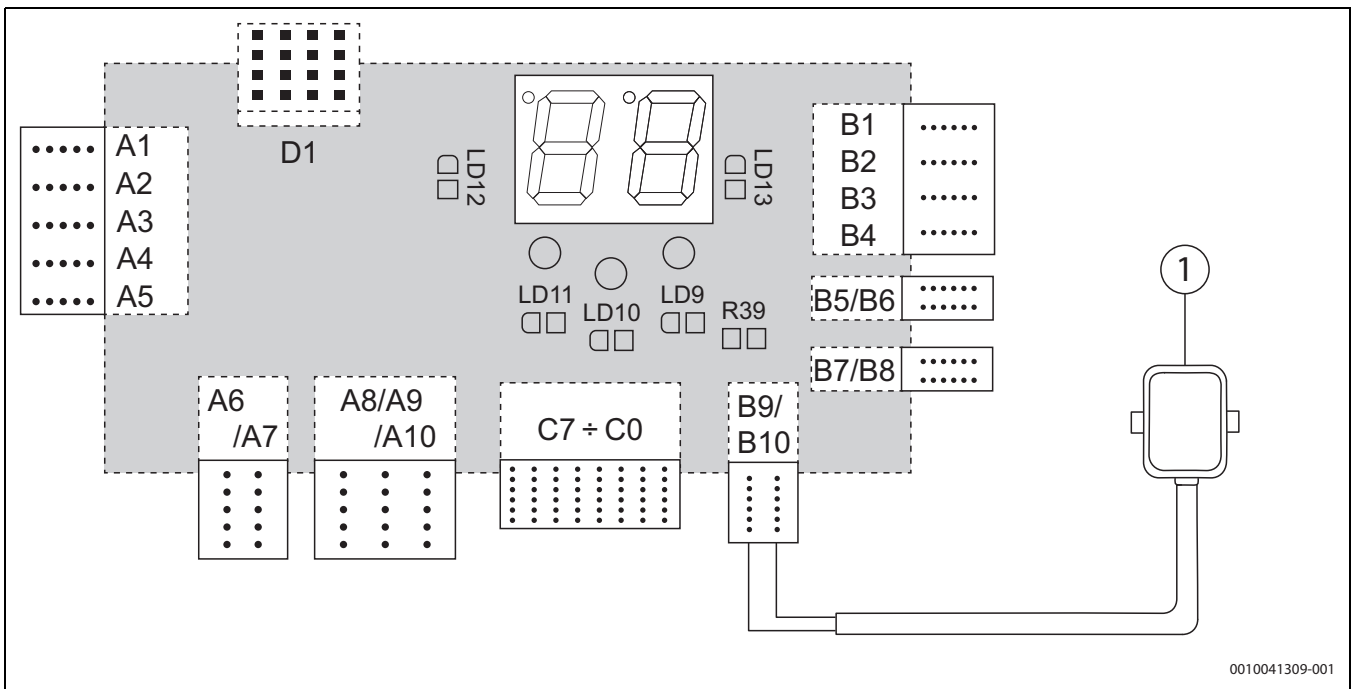 D1
A1
A2
A3
A4
A5
LD12
LD13
B1
B2
B3
B4
1
LD11
LD10
LD9
R39
B5/B6
B7/B8
A6
/A7
A8/A9
/A10
C7 ÷ C0
B9/
B10
0010041309-001